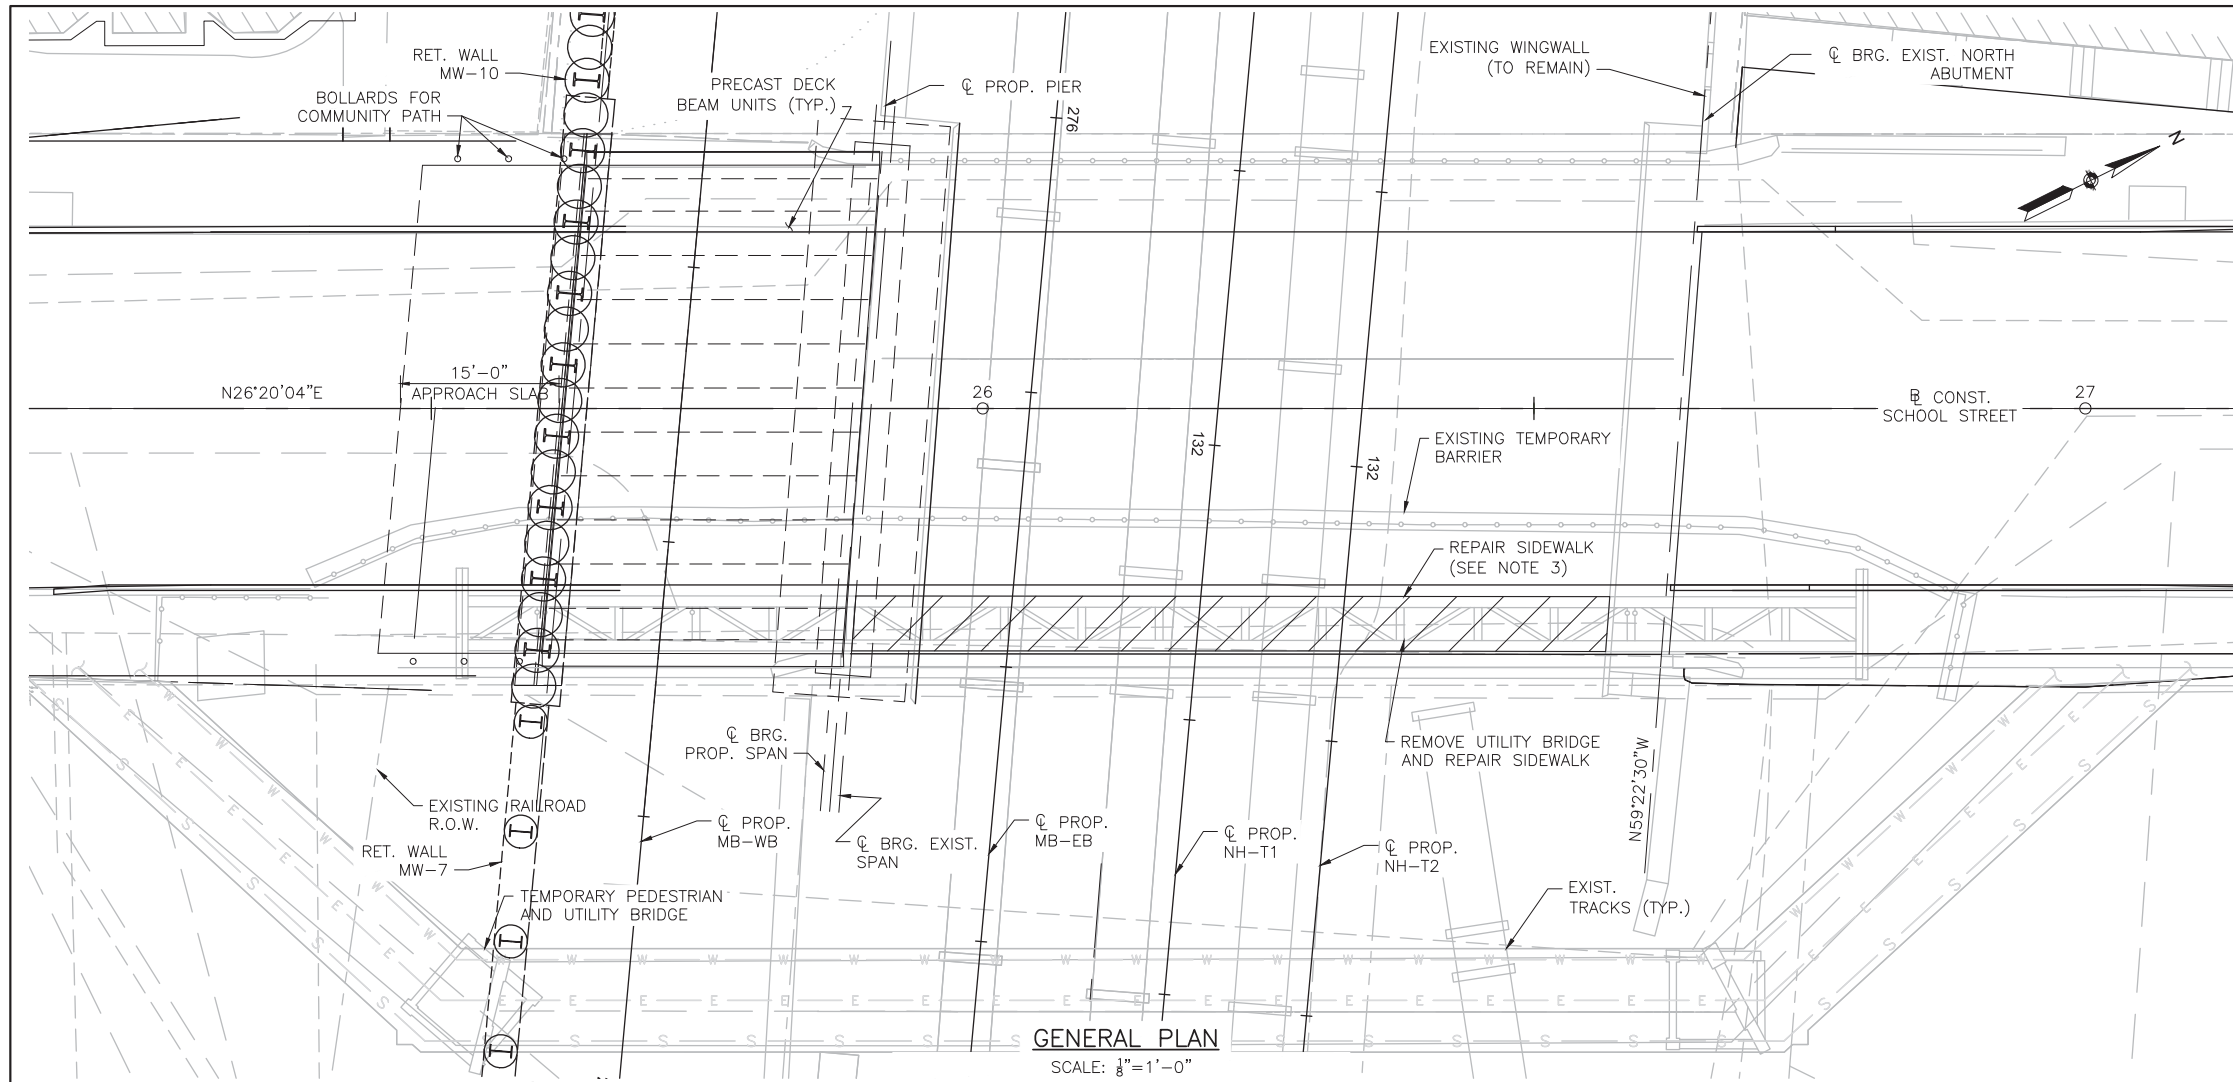 RET. WALL
MW-10
BOLLARDS FOR
COMMUNITY PATH
PRECAST DECK
BEAM UNITS (TYP.)
℄ PROP. PIER
276
EXISTING WINGWALL
(TO REMAIN)
℄ BRG. EXIST. NORTH
ABUTMENT
N
15'-0"
APPROACH SLAB
N26°20'04"E
26
132
132
℄ CONST.
SCHOOL STREET
27
EXISTING TEMPORARY
BARRIER
REPAIR SIDEWALK
(SEE NOTE 3)
℄ BRG.
PROP. SPAN
REMOVE UTILITY BRIDGE
AND REPAIR SIDEWALK
N59°22'30"W
EXISTING RAILROAD
R.O.W.
RET. WALL
MW-7
℄ PROP.
MB-WB
℄ BRG. EXIST.
SPAN
℄ PROP.
MB-EB
℄ PROP.
NH-T1
℄ PROP.
NH-T2
TEMPORARY PEDESTRIAN
AND UTILITY BRIDGE
EXIST.
TRACKS (TYP.)
W W W W W W W W W W W W W W W W W W
E E E E E E E E E E E E E E E E E
S S S S S S S S S S S S S S
GENERAL PLAN
SCALE: 1/8"=1'-0"